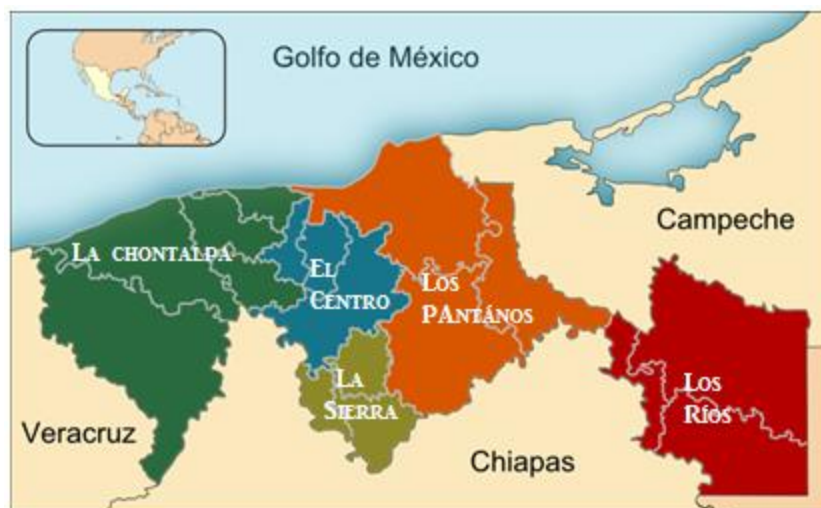 Golfo de México
Campeche
La chontalpa
El
Centro
Los
PAntános
La
Sierra
Los
Ríos
Veracruz
Chiapas